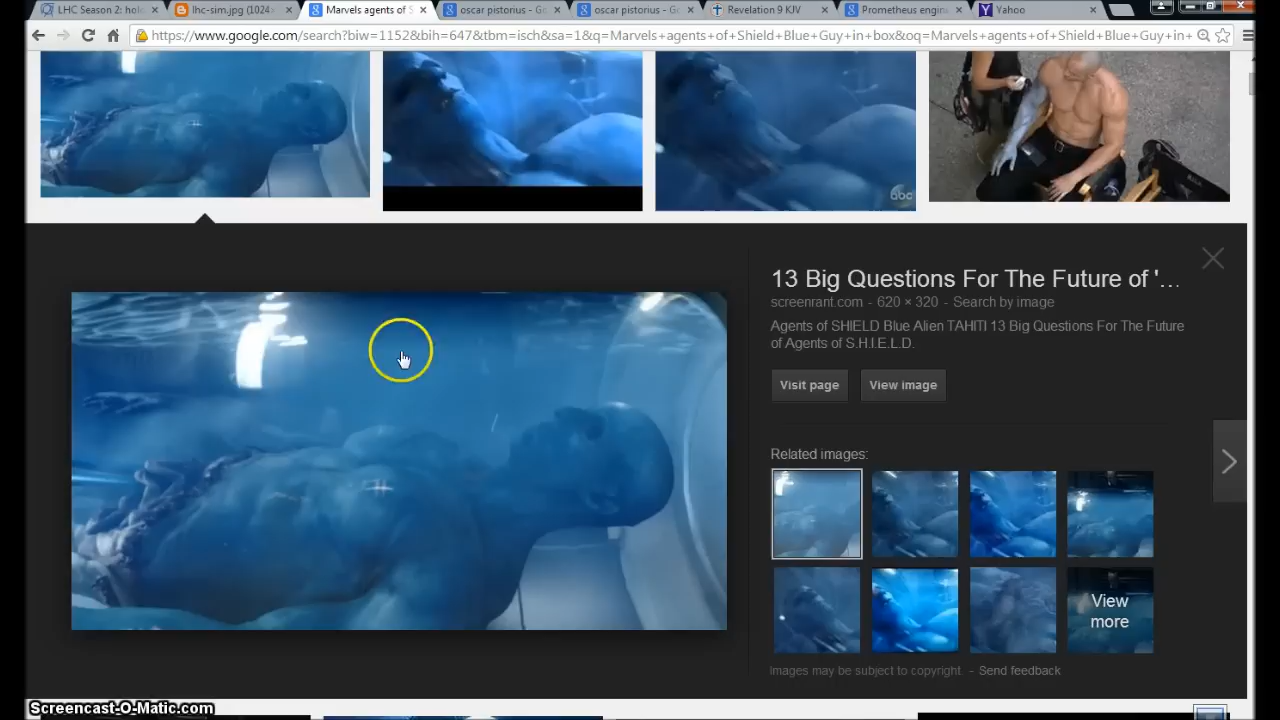 LHC Season 2: hol
lhc-sim.jpg (1024×
Marvels agents of S
oscar pistorius - Go
oscar pistorius - Go
Revelation 9 KJV
Prometheus engin
Yahoo
https://www.google.com/search?biw=1152&bih=647&tbm=isch&sa=1&q=Marvels+agents+of+Shield+Blue+Guy+in+box&oq=Marvels+agents+of+Shield+Blue+Guy+in+
abc
13 Big Questions For The Future of '...
screenrant.com - 620 × 320 - Search by image
Agents of SHIELD Blue Alien TAHITI 13 Big Questions For The Future
of Agents of S.H.I.E.L.D.
Visit page
View image
Related images:
View
more
Images may be subject to copyright. - Send feedback
Screencast-O-Matic.com